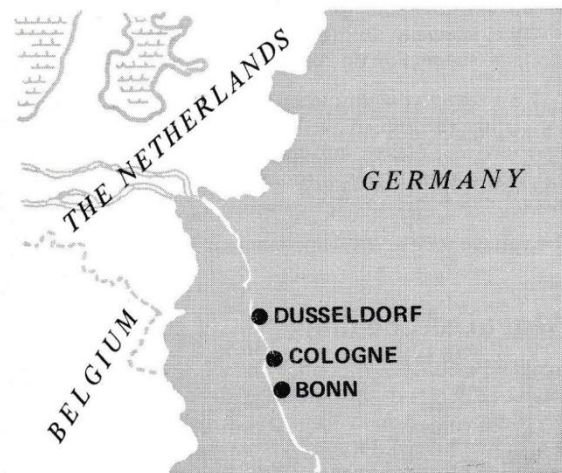 THE NETHERLANDS
GERMANY
DUSSELDORF
BELGIUM
COLOGNE
BONN